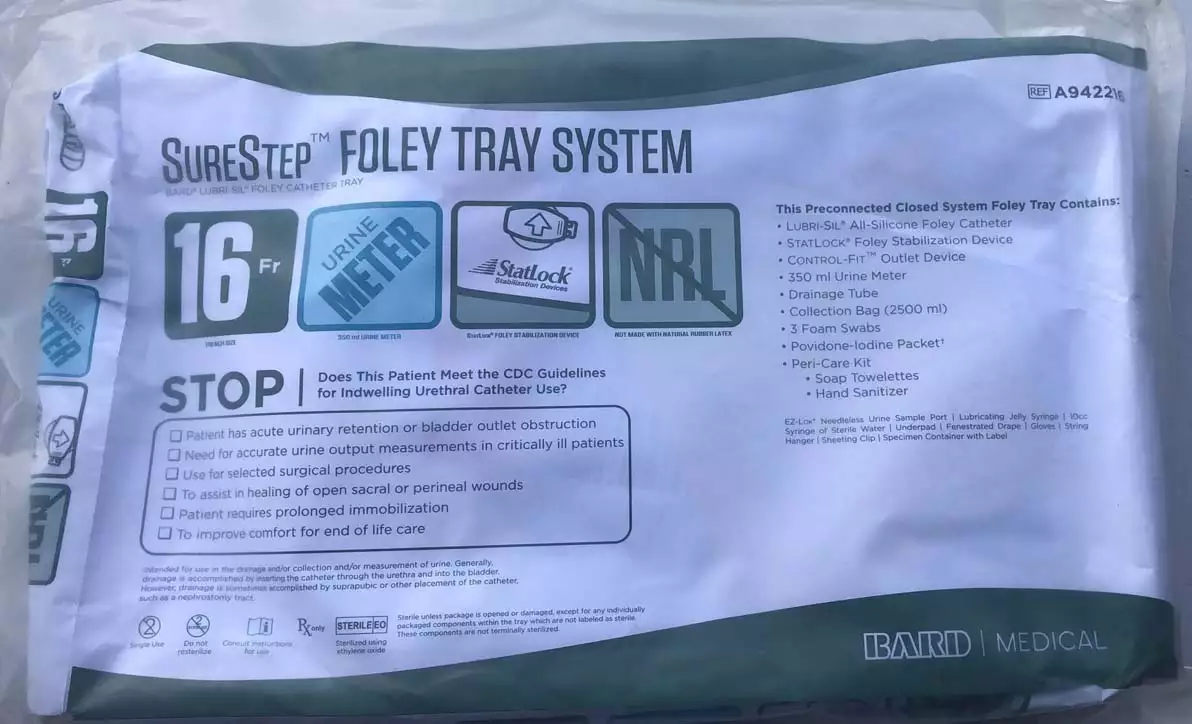 REF A942216
SURESTEP™ FOLEY TRAY SYSTEM
BARD® LUBRI-SIL® FOLEY CATHETER TRAY
16 Fr
FRENCH SIZE
URINE METER
350 ml URINE METER
StatLock®
Stabilization Devices
StatLock® FOLEY STABILIZATION DEVICE
NRL
NOT MADE WITH NATURAL RUBBER LATEX
STOP | Does This Patient Meet the CDC Guidelines
for Indwelling Urethral Catheter Use?
❏ Patient has acute urinary retention or bladder outlet obstruction
❏ Need for accurate urine output measurements in critically ill patients
❏ Use for selected surgical procedures
❏ To assist in healing of open sacral or perineal wounds
❏ Patient requires prolonged immobilization
❏ To improve comfort for end of life care
Intended for use in the drainage and/or collection and/or measurement of urine. Generally,
drainage is accomplished by inserting the catheter through the urethra and into the bladder.
However, drainage is sometimes accomplished by suprapubic or other placement of the catheter,
such as a nephrostomy tract.
2
Single Use
Do not
resterilize
Consult instructions
for use
Rx only
STERILE EO
Sterilized using
ethylene oxide
Sterile unless package is opened or damaged, except for any individually
packaged components within the tray which are not labeled as sterile.
These components are not terminally sterilized.
This Preconnected Closed System Foley Tray Contains:
• LUBRI-SIL® All-Silicone Foley Catheter
• STATLOCK® Foley Stabilization Device
• CONTROL-FIT™ Outlet Device
• 350 ml Urine Meter
• Drainage Tube
• Collection Bag (2500 ml)
• 3 Foam Swabs
• Povidone-Iodine Packet†
• Peri-Care Kit
• Soap Towelettes
• Hand Sanitizer
EZ-LOK® Needleless Urine Sample Port | Lubricating Jelly Syringe | 10cc
Syringe of Sterile Water | Underpad | Fenestrated Drape | Gloves | String
Hanger | Sheeting Clip | Specimen Container with Label
BARD | MEDICAL
16
Fr
URINE
METER
NRL